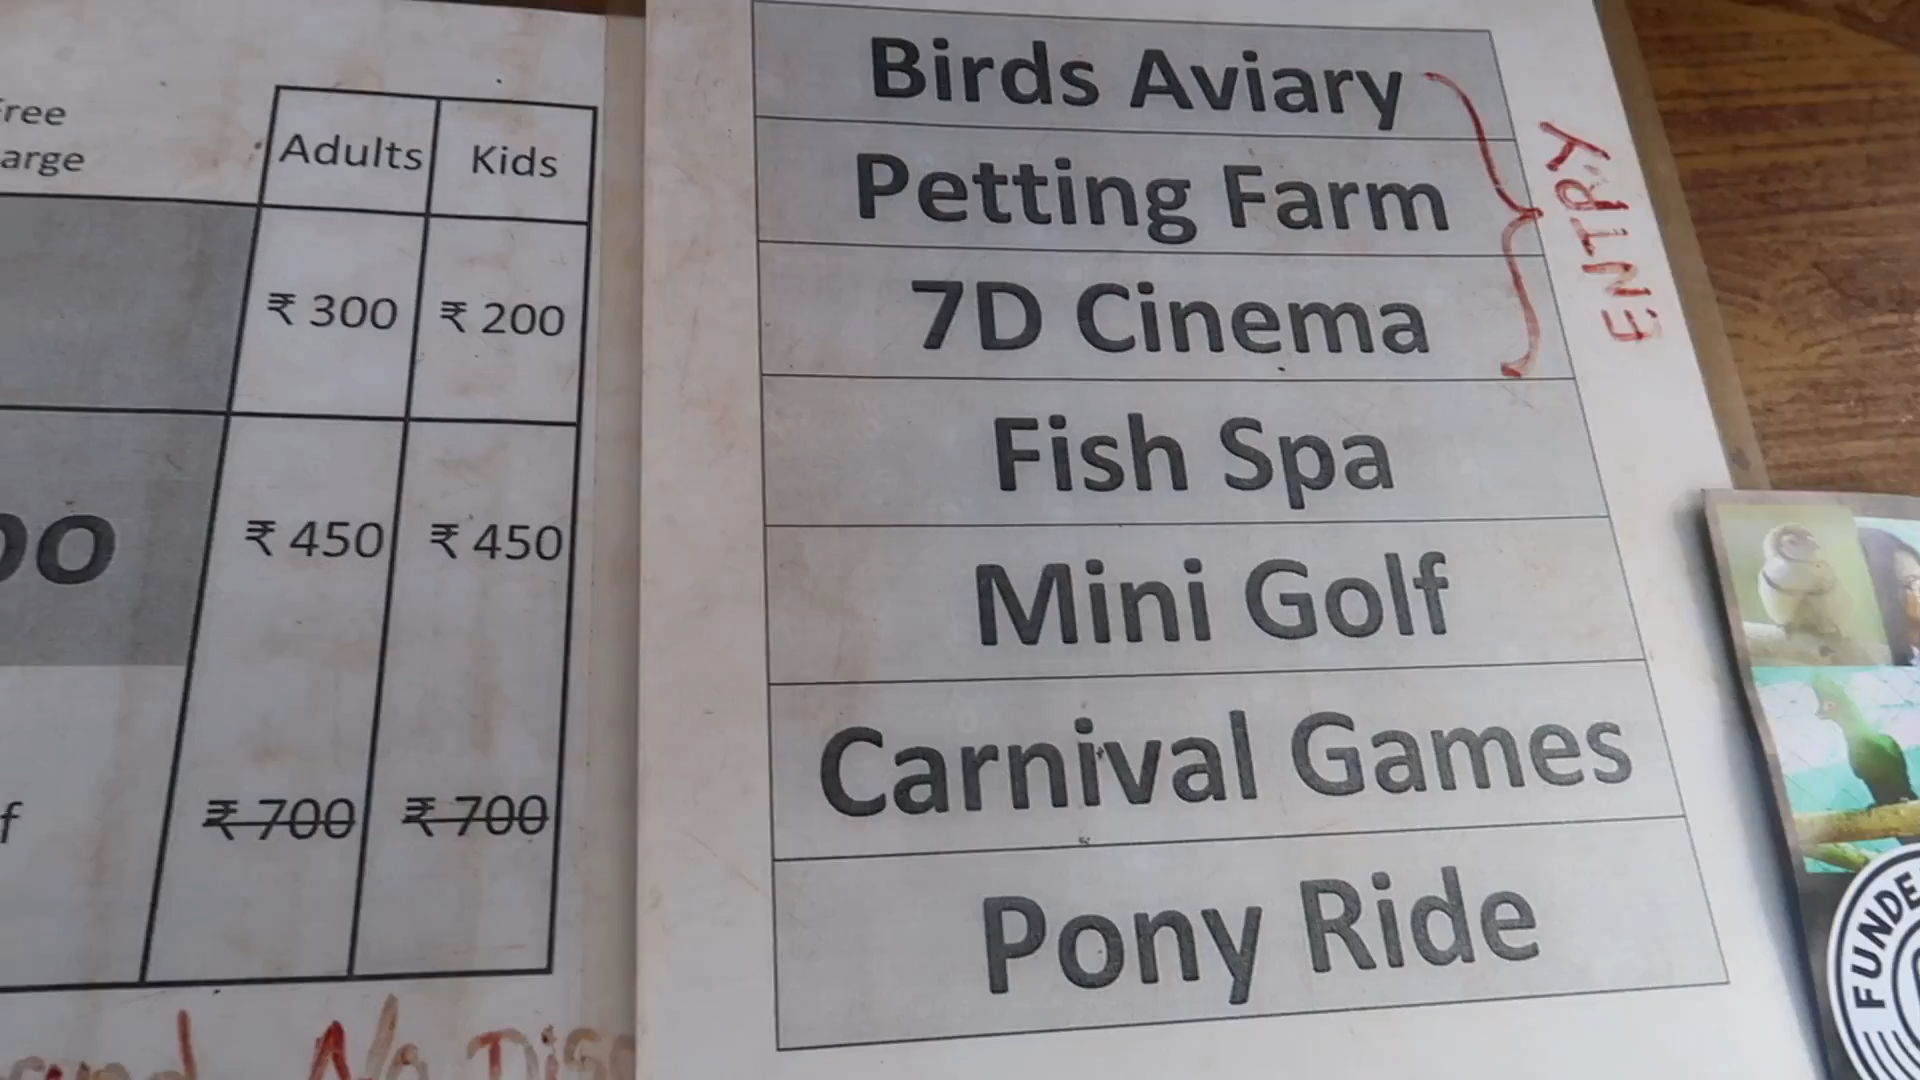 Adults Kids
₹ 300 ₹ 200
₹ 450 ₹ 450
₹ 700 ₹ 700
No
Birds Aviary
Petting Farm
7D Cinema
Fish Spa
Mini Golf
Carnival Games
Pony Ride
ENTRY